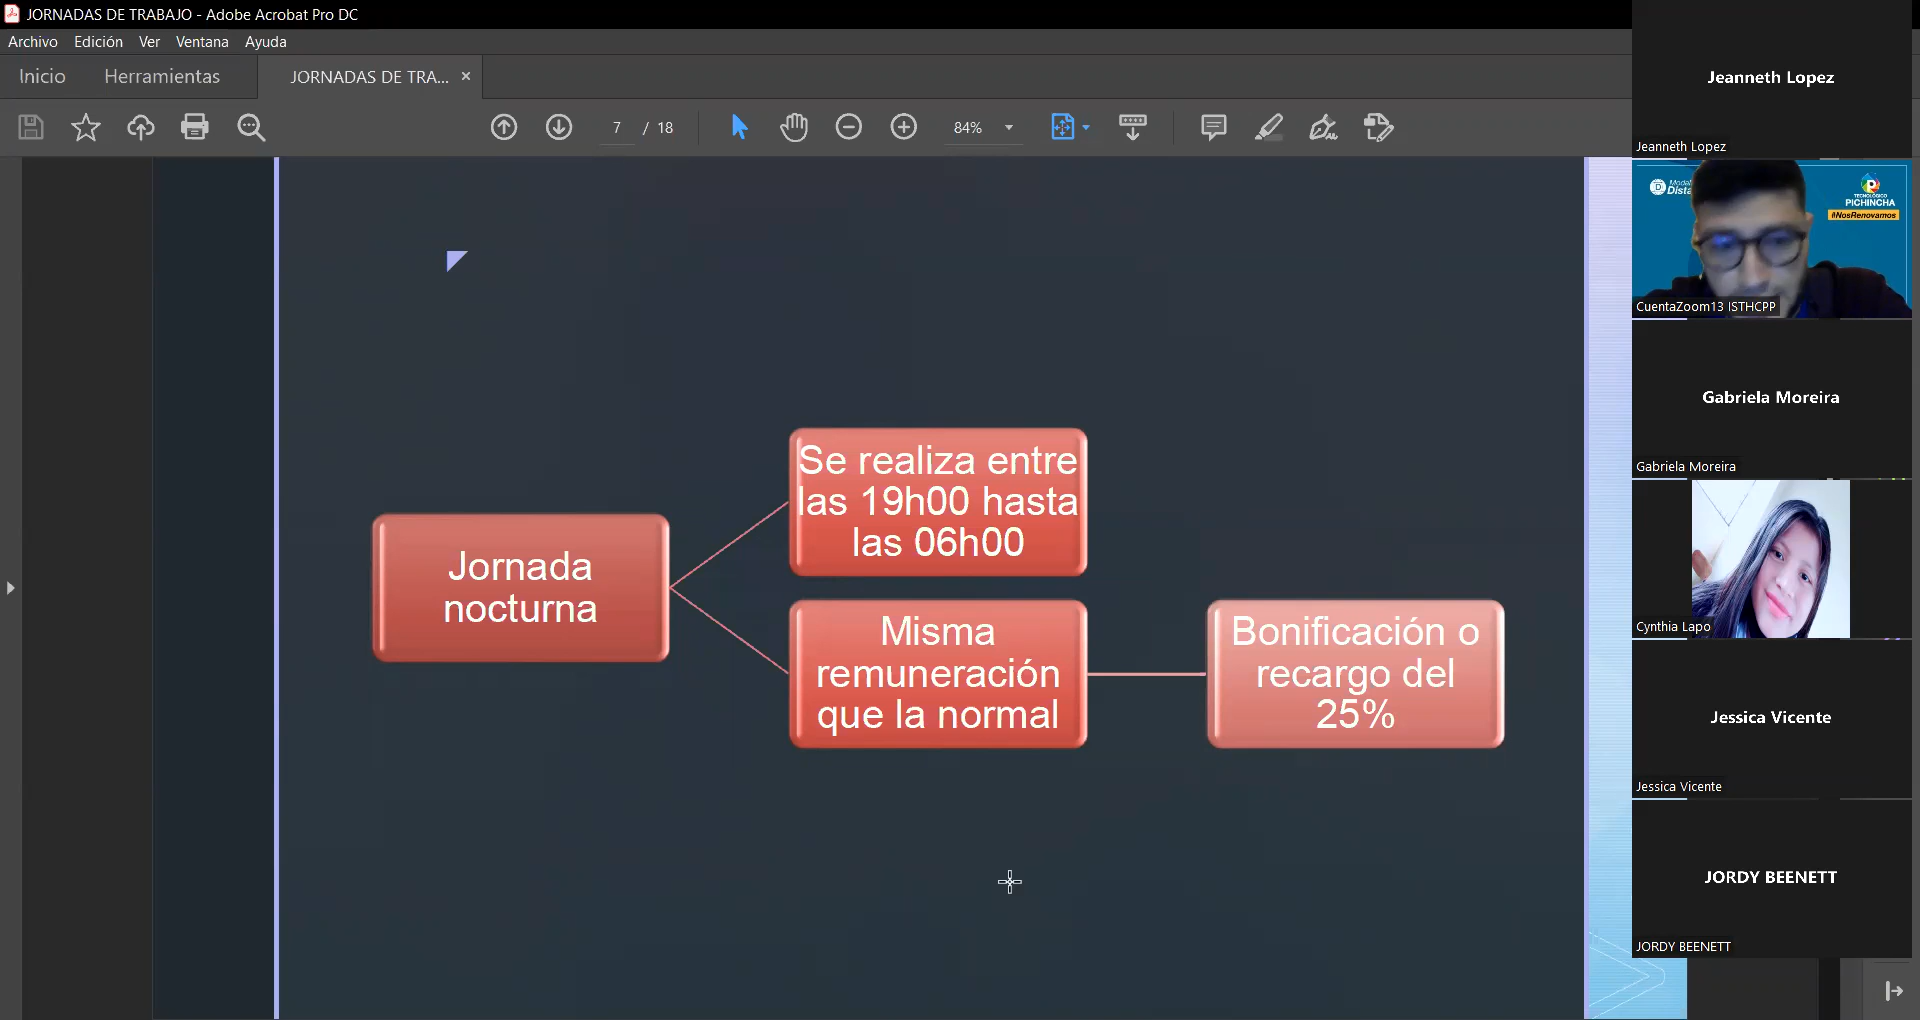 JORNADAS DE TRABAJO - Adobe Acrobat Pro DC
Archivo Edición Ver Ventana Ayuda
Inicio Herramientas JORNADAS DE TRA... ×
7 / 18 84%
Jornada
nocturna
Se realiza entre
las 19h00 hasta
las 06h00
Misma
remuneración
que la normal
Bonificación o
recargo del
25%
Jeanneth Lopez
Jeanneth Lopez
TECNOLÓGICO
PICHINCHA
#NosRenovamos
CuentaZoom13 ISTHCPP
Gabriela Moreira
Gabriela Moreira
Cynthia Lapo
Jessica Vicente
Jessica Vicente
JORDY BEENETT
JORDY BEENETT